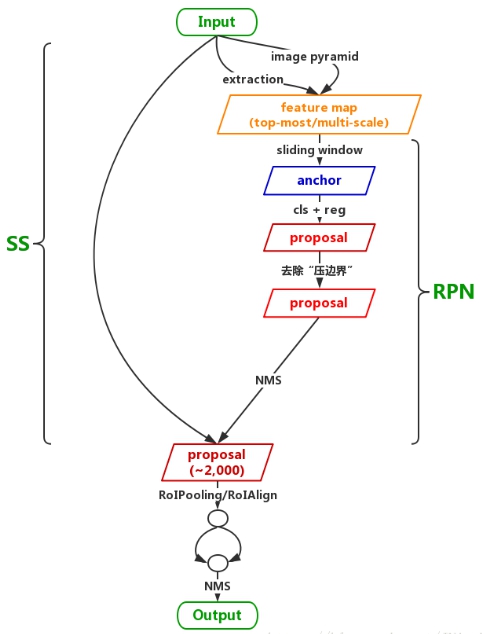 Input
image pyramid
extraction
feature map
(top-most/multi-scale)
sliding window
anchor
cls + reg
SS
proposal
去除“压边界”
RPN
proposal
NMS
proposal
(~2,000)
RoIPooling/RoIAlign
NMS
Output